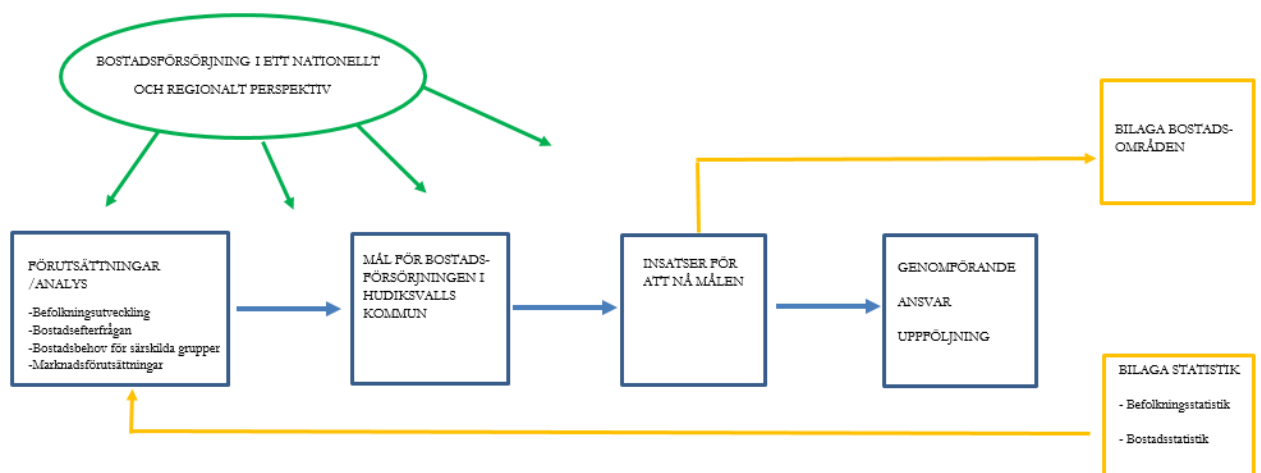 BOSTADSFÖRSÖRJNING I ETT NATIONELLT
OCH REGIONALT PERSPEKTIV
BILAGA BOSTADS-
OMRÅDEN
FÖRUTSÄTTNINGAR
/ANALYS
-Befolkningsutveckling
-Bostadsefterfrågan
-Bostadsbehov för särskilda grupper
-Marknadsförutsättningar
MÅL FÖR BOSTADS-
FÖRSÖRJNINGEN I
HUDIKSVALLS
KOMMUN
INSATSER FÖR
ATT NÅ MÅLEN
GENOMFÖRANDE
ANSVAR
UPPFÖLJNING
BILAGA STATISTIK
- Befolkningsstatistik
- Bostadsstatistik